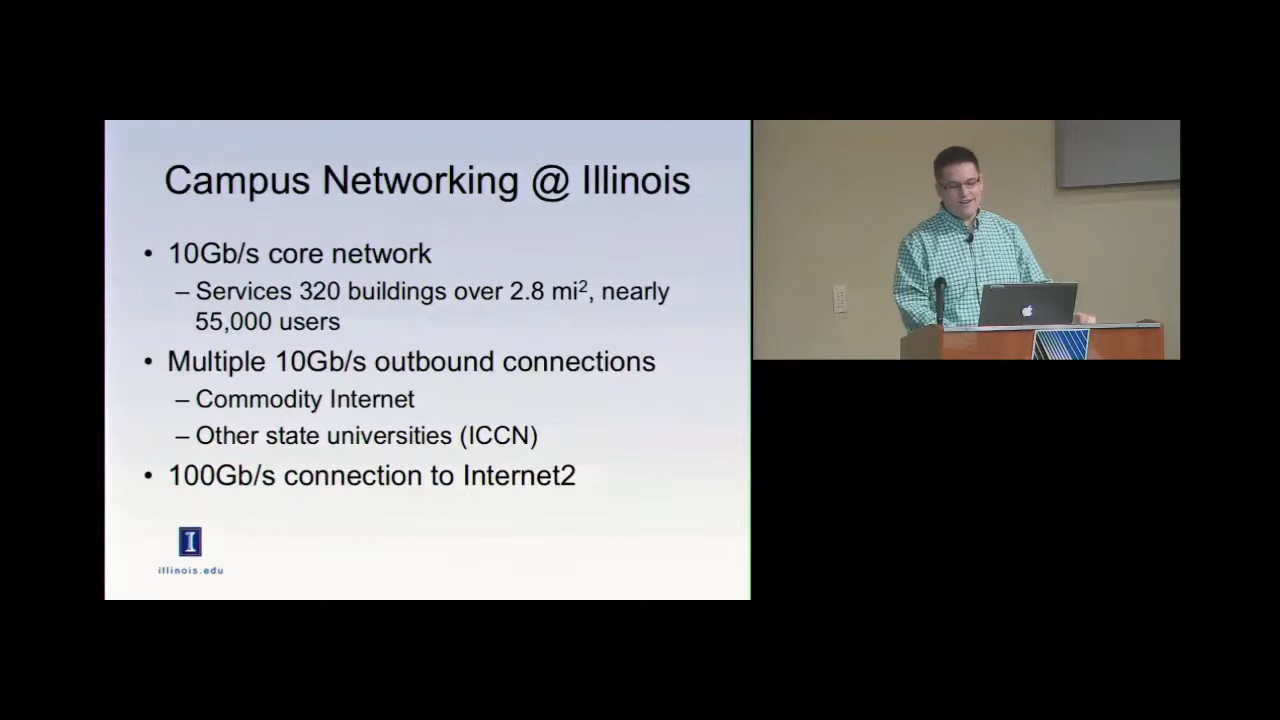 Campus Networking @ Illinois
• 10Gb/s core network
– Services 320 buildings over 2.8 mi², nearly
55,000 users
• Multiple 10Gb/s outbound connections
– Commodity Internet
– Other state universities (ICCN)
• 100Gb/s connection to Internet2
I
illinois.edu